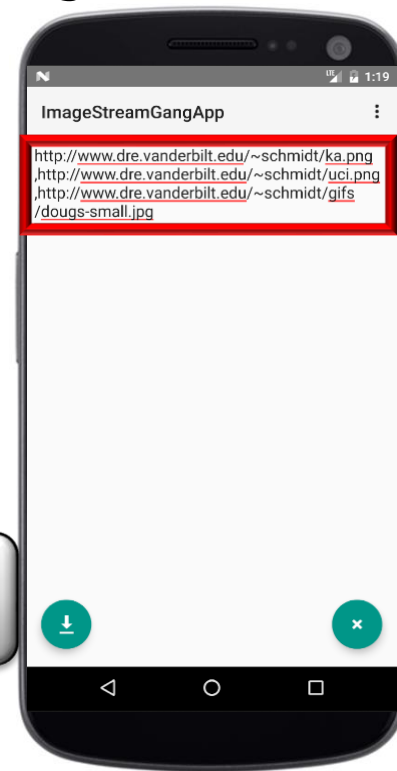 LTE 1:19
ImageStreamGangApp
http://www.dre.vanderbilt.edu/~schmidt/ka.png
,http://www.dre.vanderbilt.edu/~schmidt/uci.png
,http://www.dre.vanderbilt.edu/~schmidt/gifs
/dougs-small.jpg